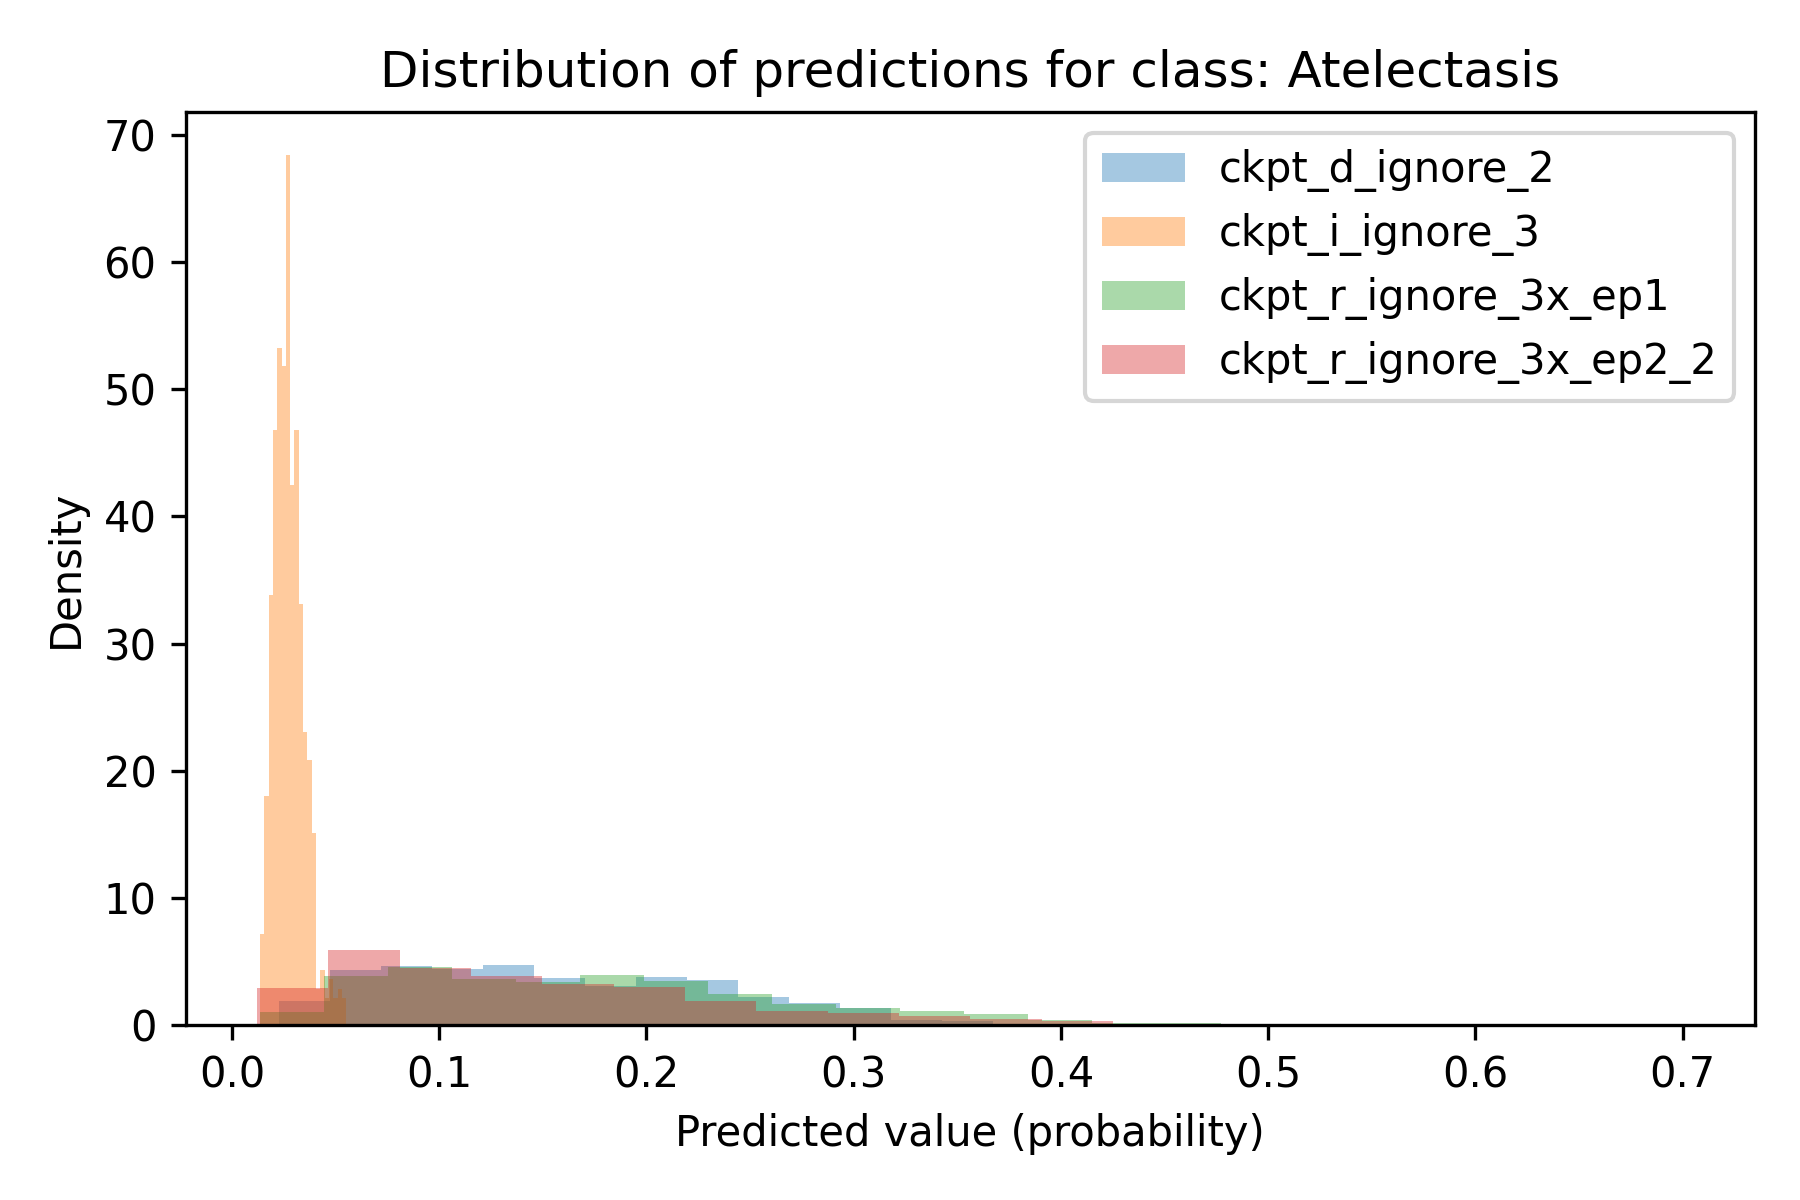 Distribution of predictions for class: Atelectasis
70
60
50
40
30
20
10
0
Density
ckpt_d_ignore_2
ckpt_i_ignore_3
ckpt_r_ignore_3x_ep1
ckpt_r_ignore_3x_ep2_2
0.0 0.1 0.2 0.3 0.4 0.5 0.6 0.7
Predicted value (probability)